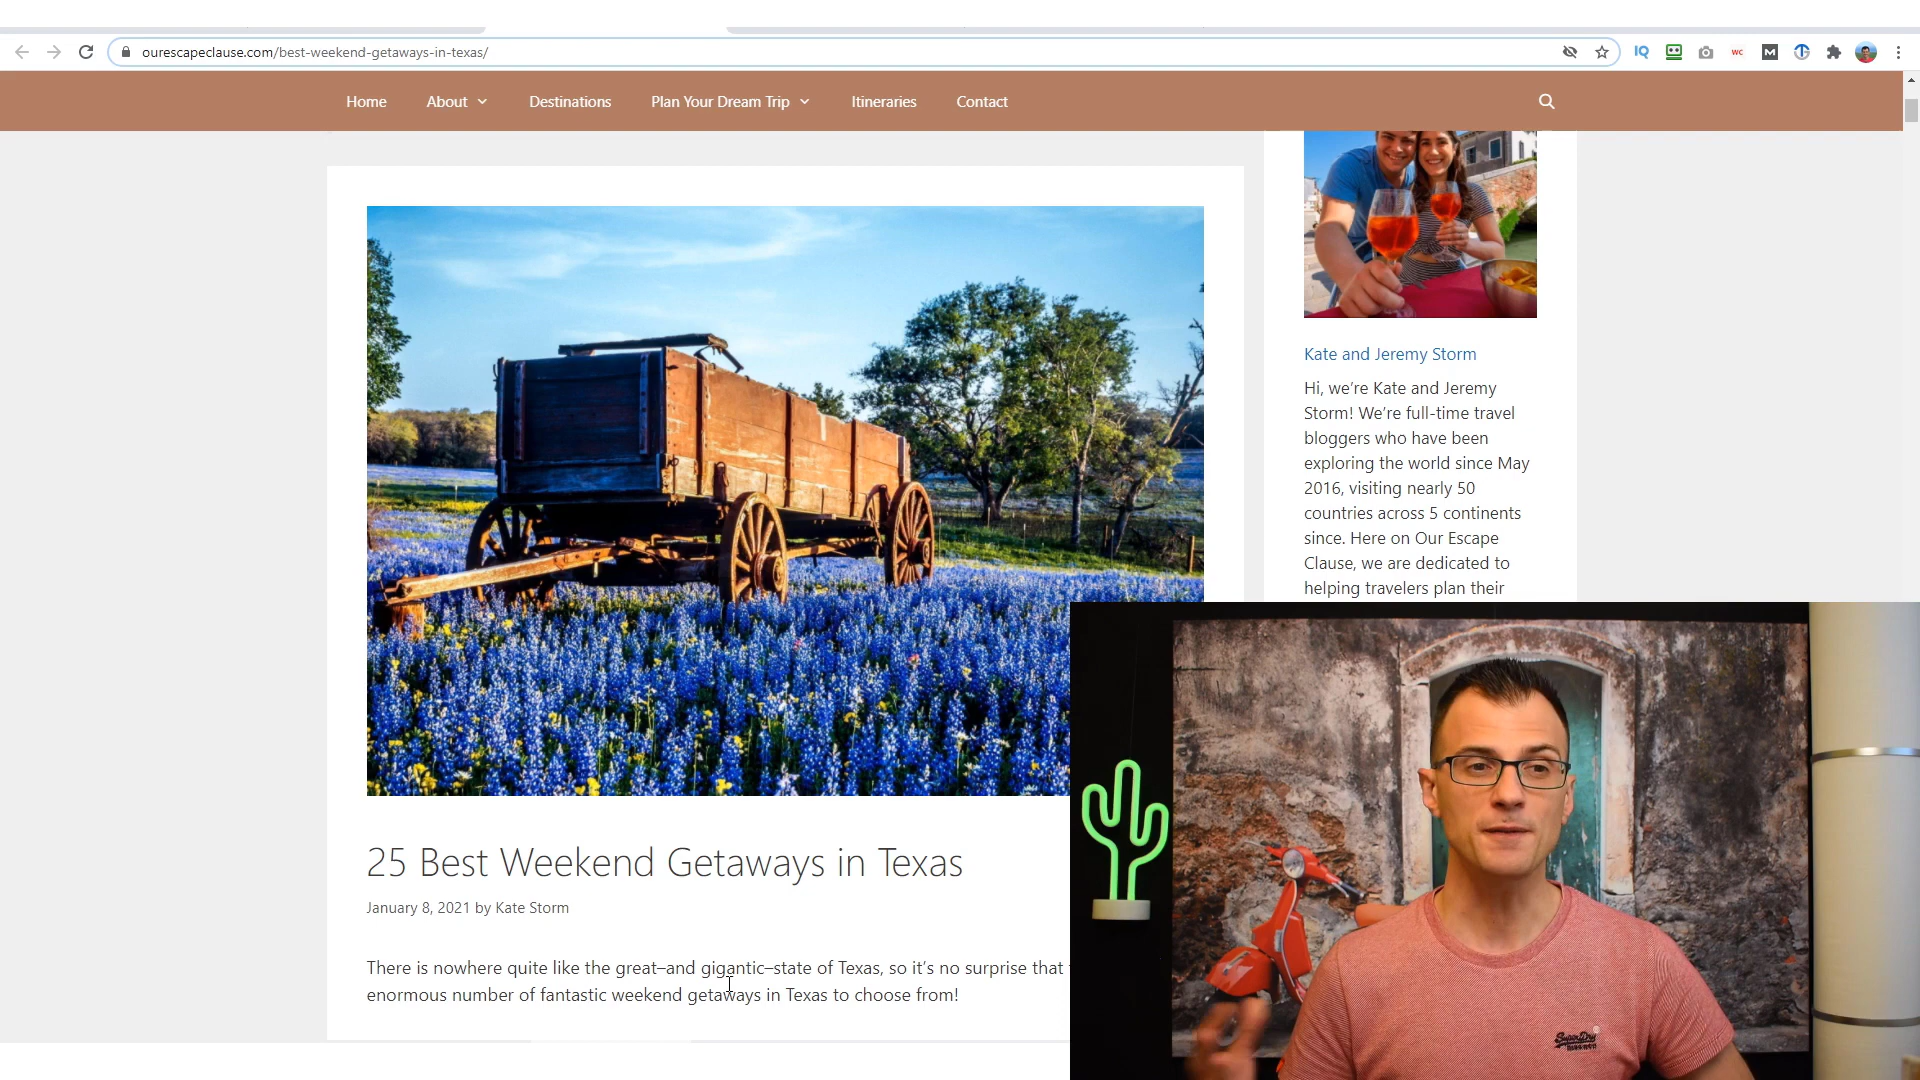 ourescapeclause.com/best-weekend-getaways-in-texas/
IQ
WC
M
Home
About
Destinations
Plan Your Dream Trip
Itineraries
Contact
Kate and Jeremy Storm
Hi, we're Kate and Jeremy
Storm! We're full-time travel
bloggers who have been
exploring the world since May
2016, visiting nearly 50
countries across 5 continents
since. Here on Our Escape
Clause, we are dedicated to
helping travelers plan their
25 Best Weekend Getaways in Texas
January 8, 2021 by Kate Storm
There is nowhere quite like the great–and gigantic–state of Texas, so it's no surprise that
enormous number of fantastic weekend getaways in Texas to choose from!
SuperDry